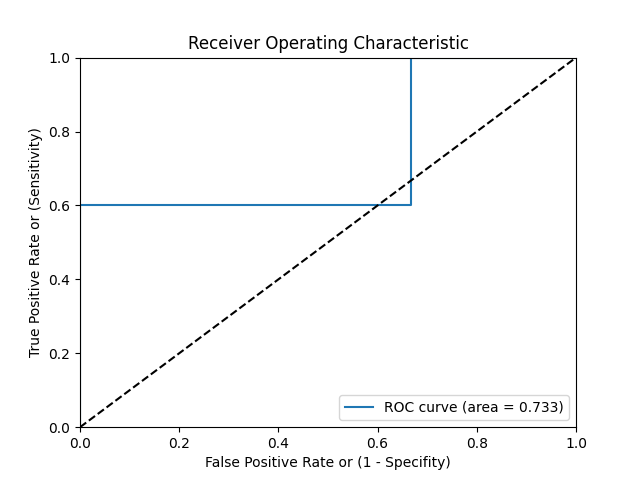 Receiver Operating Characteristic
1.0
0.8
0.6
0.4
0.2
0.0
True Positive Rate or (Sensitivity)
ROC curve (area = 0.733)
0.0 0.2 0.4 0.6 0.8 1.0
False Positive Rate or (1 - Specifity)